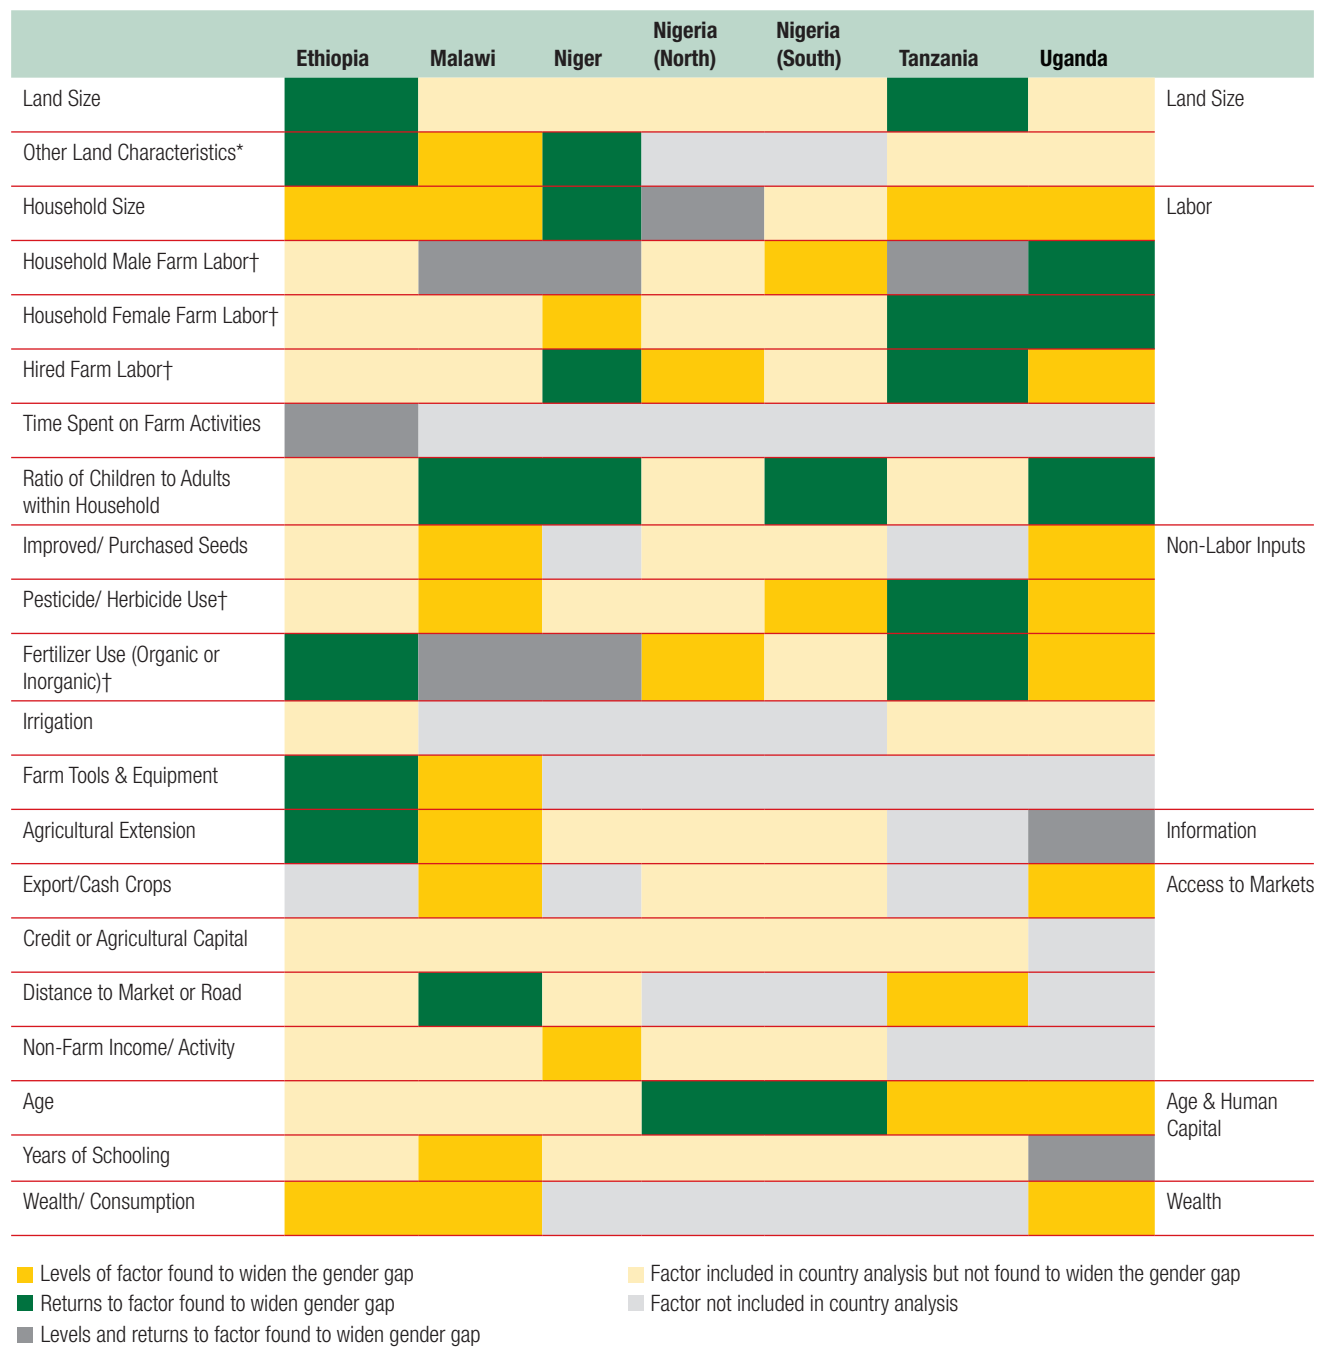 Ethiopia Malawi Niger Nigeria (North) Nigeria (South) Tanzania Uganda
Land Size Land Size
Other Land Characteristics*
Household Size Labor
Household Male Farm Labor†
Household Female Farm Labor†
Hired Farm Labor†
Time Spent on Farm Activities
Ratio of Children to Adults
within Household
Improved/ Purchased Seeds Non-Labor Inputs
Pesticide/ Herbicide Use†
Fertilizer Use (Organic or
Inorganic)†
Irrigation
Farm Tools & Equipment
Agricultural Extension Information
Export/Cash Crops Access to Markets
Credit or Agricultural Capital
Distance to Market or Road
Non-Farm Income/ Activity
Age Age & Human
Capital
Years of Schooling
Wealth/ Consumption Wealth
Levels of factor found to widen the gender gap
Returns to factor found to widen gender gap
Levels and returns to factor found to widen gender gap
Factor included in country analysis but not found to widen the gender gap
Factor not included in country analysis